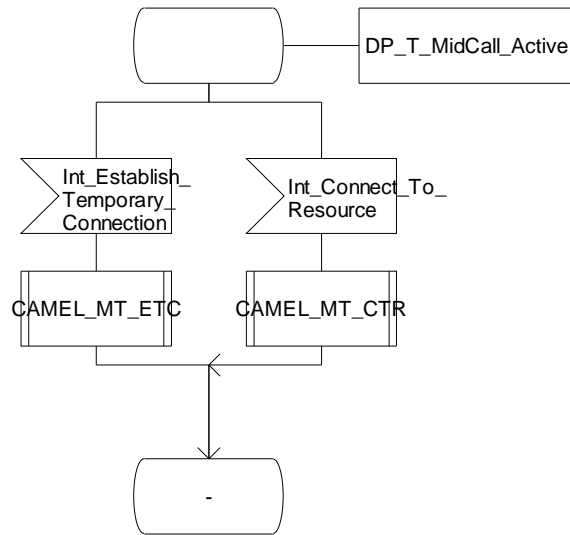 DP_T_MidCall_Active
Int_Establish_
Temporary_
Connection
Int_Connect_To_
Resource
CAMEL_MT_ETC
CAMEL_MT_CTR
-